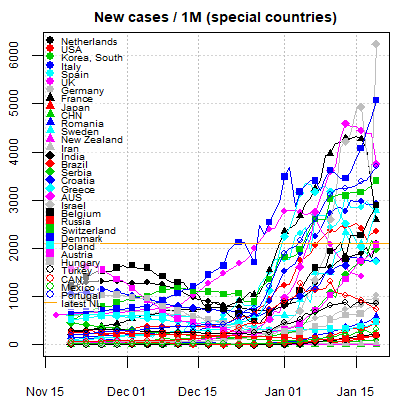 New cases / 1M (special countries)
6000
5000
4000
3000
2000
1000
0
Netherlands
USA
Korea, South
Italy
Spain
UK
Germany
France
Japan
CHN
Romania
Sweden
New Zealand
Iran
India
Brazil
Serbia
Croatia
Greece
AUS
Israel
Belgium
Russia
Switzerland
Denmark
Poland
Austria
Hungary
Turkey
CAN
Mexico
Portugal
latest NL
Nov 15 Dec 01 Dec 15 Jan 01 Jan 15